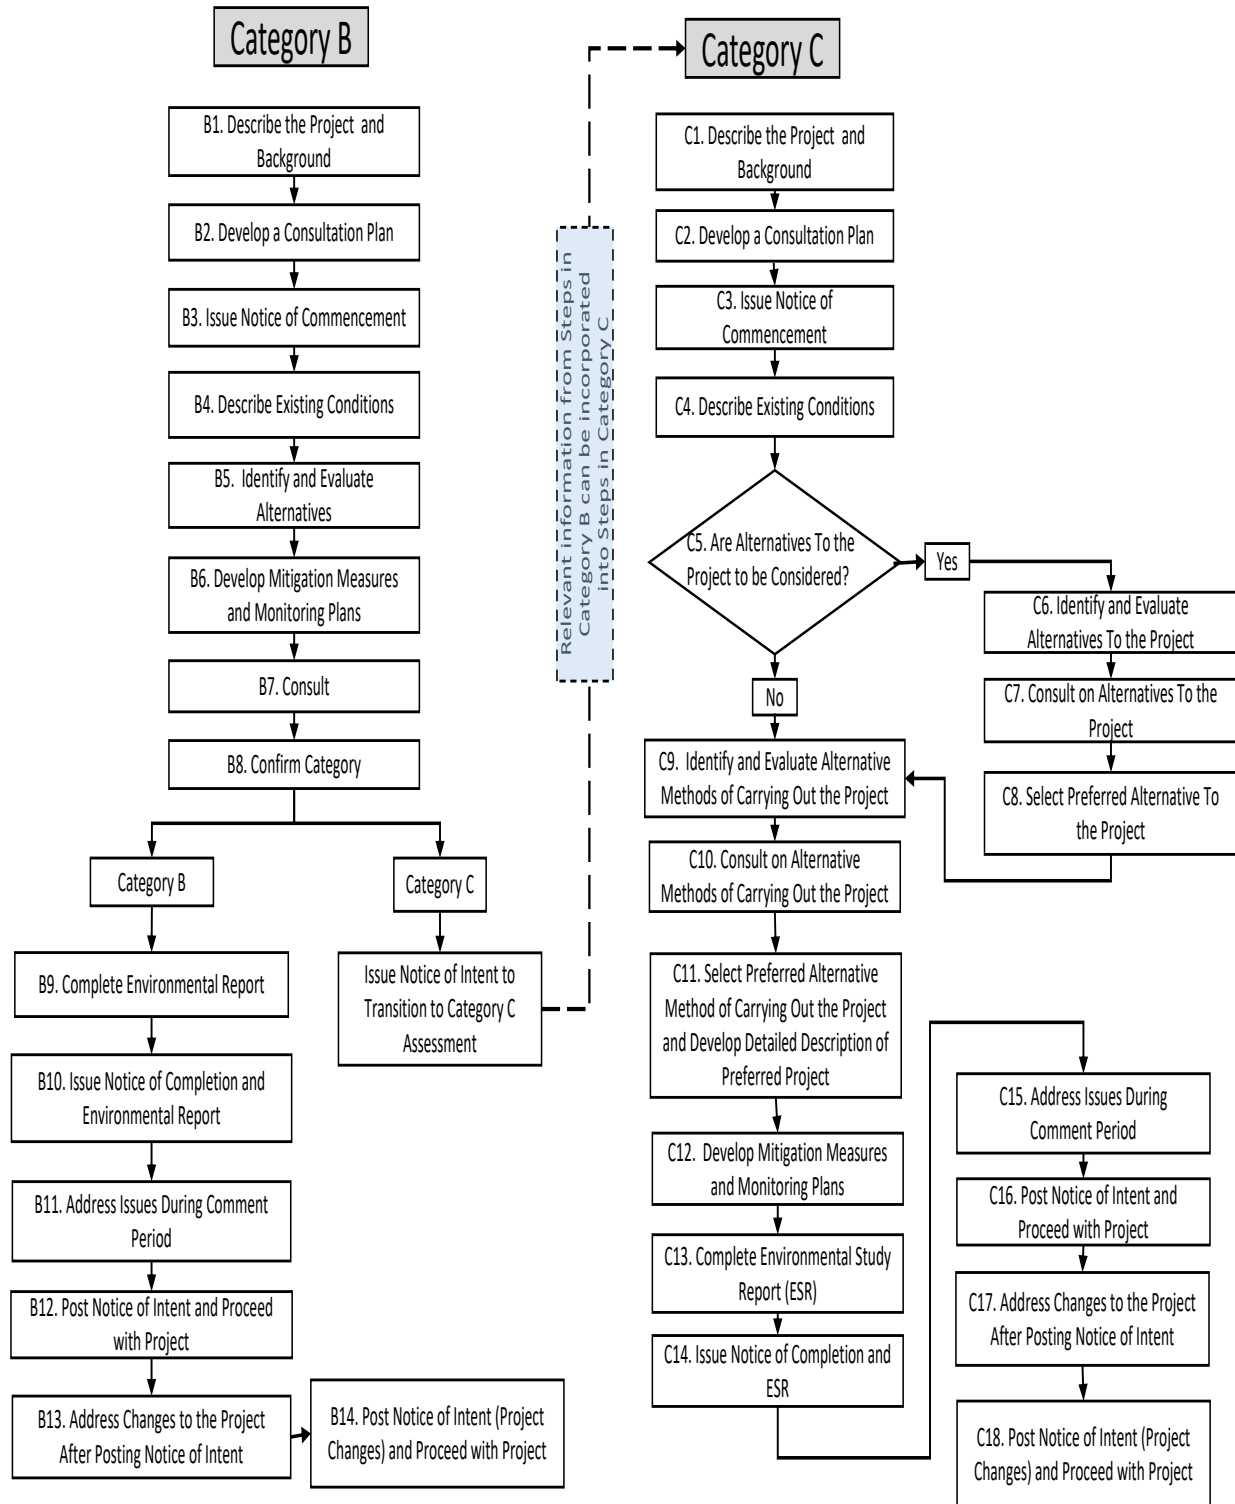 Category B
B1. Describe the Project and
Background
B2. Develop a Consultation Plan
B3. Issue Notice of Commencement
B4. Describe Existing Conditions
B5. Identify and Evaluate
Alternatives
B6. Develop Mitigation Measures
and Monitoring Plans
B7. Consult
B8. Confirm Category
Category B
Category C
B9. Complete Environmental Report
Issue Notice of Intent to
Transition to Category C
Assessment
B10. Issue Notice of Completion and
Environmental Report
B11. Address Issues During Comment
Period
B12. Post Notice of Intent and Proceed
with Project
B13. Address Changes to the Project
After Posting Notice of Intent
B14. Post Notice of Intent (Project
Changes) and Proceed with Project
Relevant information from Steps in
Category B can be incorporated
into Steps in Category C
Category C
C1. Describe the Project and
Background
C2. Develop a Consultation Plan
C3. Issue Notice of
Commencement
C4. Describe Existing Conditions
C5. Are Alternatives To the
Project to be Considered?
Yes
No
C6. Identify and Evaluate
Alternatives To the Project
C7. Consult on Alternatives To the
Project
C8. Select Preferred Alternative To
the Project
C9. Identify and Evaluate Alternative
Methods of Carrying Out the Project
C10. Consult on Alternative
Methods of Carrying Out the Project
C11. Select Preferred Alternative
Method of Carrying Out the Project
and Develop Detailed Description of
Preferred Project
C12. Develop Mitigation Measures
and Monitoring Plans
C13. Complete Environmental Study
Report (ESR)
C14. Issue Notice of Completion and
ESR
C15. Address Issues During
Comment Period
C16. Post Notice of Intent and
Proceed with Project
C17. Address Changes to the Project
After Posting Notice of Intent
C18. Post Notice of Intent (Project
Changes) and Proceed with Project